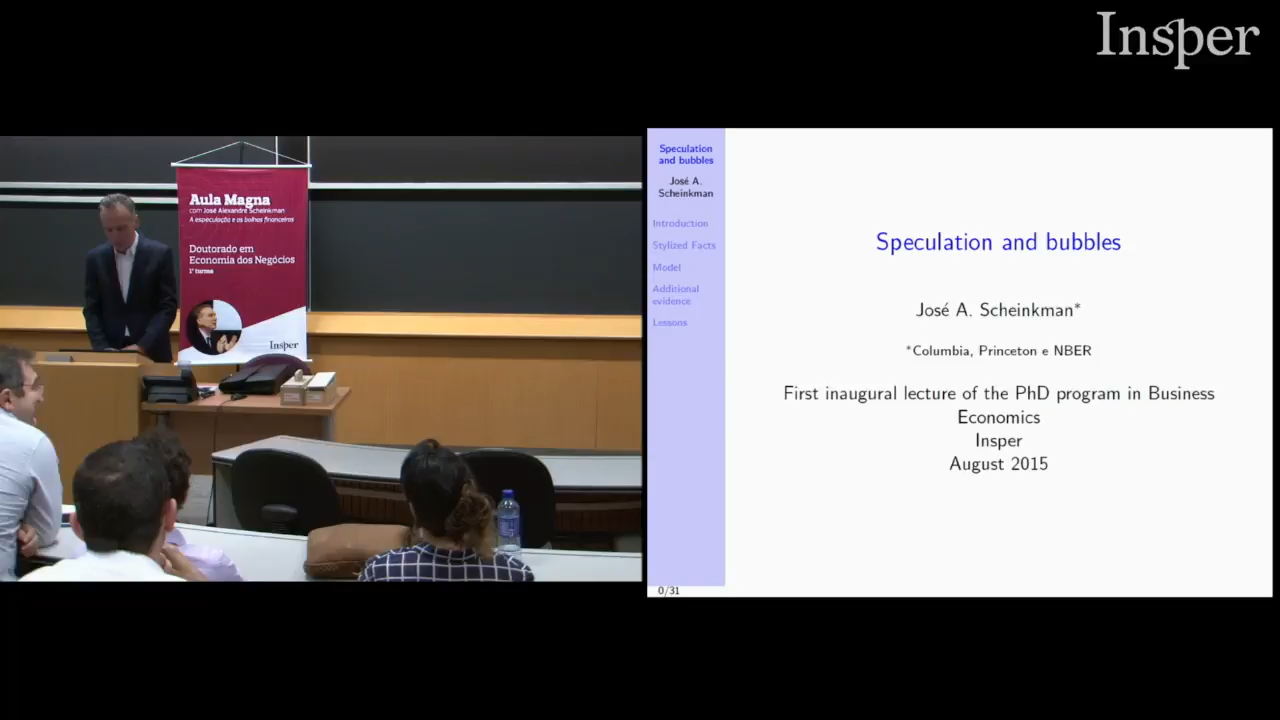 Insper
Aula Magna
com José Alexandre Scheinkman
A especulação e as bolhas financeiras
Doutorado em
Economia dos Negócios
1ª turma
Insper
Speculation
and bubbles
José A.
Scheinkman
Introduction
Stylized Facts
Model
Additional
evidence
Lessons
Speculation and bubbles
José A. Scheinkman*
*Columbia, Princeton e NBER
First inaugural lecture of the PhD program in Business
Economics
Insper
August 2015
0/31